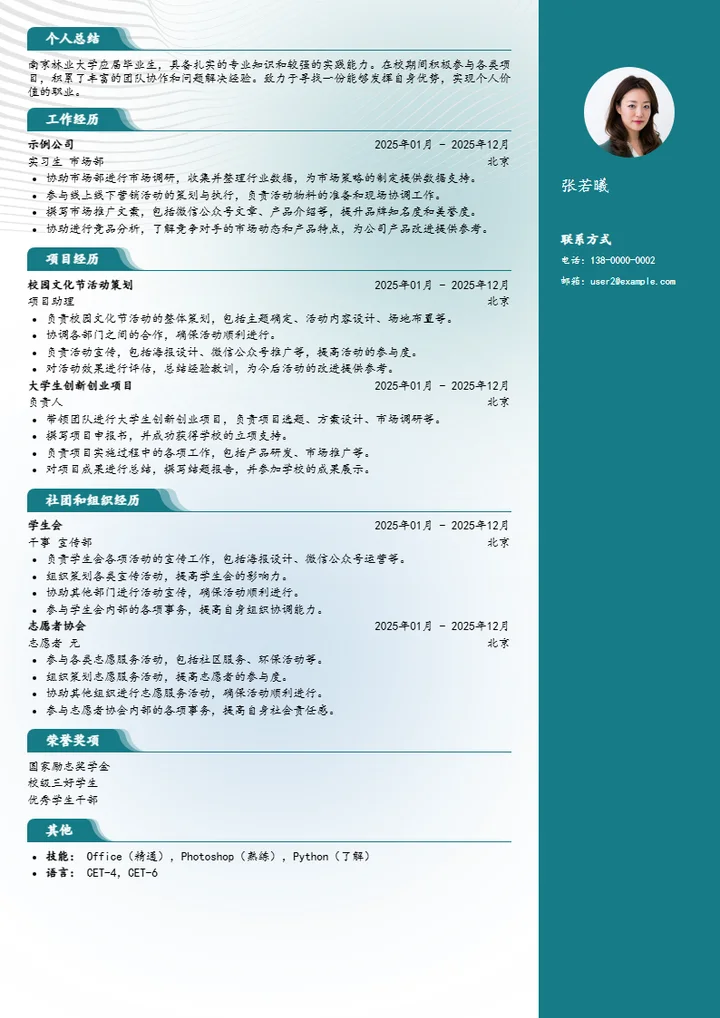 个人总结
南京林业大学应届毕业生，具备扎实的专业知识和较强的实践能力。在校期间积极参与各类项
目，积累了丰富的团队协作和问题解决经验。致力于寻找一份能够发挥自身优势，实现个人价
值的职业。
工作经历
示例公司 2025年01月 - 2025年12月
实习生 市场部 北京
• 协助市场部进行市场调研，收集并整理行业数据，为市场策略的制定提供数据支持。
• 参与线上线下营销活动的策划与执行，负责活动物料的准备和现场协调工作。
• 撰写市场推广文案，包括微信公众号文章、产品介绍等，提升品牌知名度和美誉度。
• 协助进行竞品分析，了解竞争对手的市场动态和产品特点，为公司产品改进提供参考。
项目经历
校园文化节活动策划 2025年01月 - 2025年12月
项目助理 北京
• 负责校园文化节活动的整体策划，包括主题确定、活动内容设计、场地布置等。
• 协调各部门之间的合作，确保活动顺利进行。
• 负责活动宣传，包括海报设计、微信公众号推广等，提高活动的参与度。
• 对活动效果进行评估，总结经验教训，为今后活动的改进提供参考。
大学生创新创业项目 2025年01月 - 2025年12月
负责人 北京
• 带领团队进行大学生创新创业项目，负责项目选题、方案设计、市场调研等。
• 撰写项目申报书，并成功获得学校的立项支持。
• 负责项目实施过程中的各项工作，包括产品研发、市场推广等。
• 对项目成果进行总结，撰写结题报告，并参加学校的成果展示。
社团和组织经历
学生会 2025年01月 - 2025年12月
干事 宣传部 北京
• 负责学生会各项活动的宣传工作，包括海报设计、微信公众号运营等。
• 组织策划各类宣传活动，提高学生会的影响力。
• 协助其他部门进行活动宣传，确保活动顺利进行。
• 参与学生会内部的各项事务，提高自身组织协调能力。
志愿者协会 2025年01月 - 2025年12月
志愿者 无 北京
• 参与各类志愿服务活动，包括社区服务、环保活动等。
• 组织策划志愿服务活动，提高志愿者的参与度。
• 协助其他组织进行志愿服务活动，确保活动顺利进行。
• 参与志愿者协会内部的各项事务，提高自身社会责任感。
荣誉奖项
国家励志奖学金
校级三好学生
优秀学生干部
其他
• 技能： Office（精通），Photoshop（熟练），Python（了解）
• 语言： CET-4，CET-6
张若曦
联系方式
电话：138-0000-0002
邮箱：user2@example.com